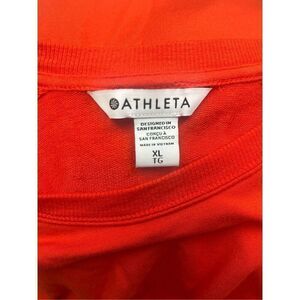 ATHLETA
DESIGNED IN
SAN FRANCISCO
CONÇU À
SAN FRANCISCO
MADE IN VIETNAM
XL
TG